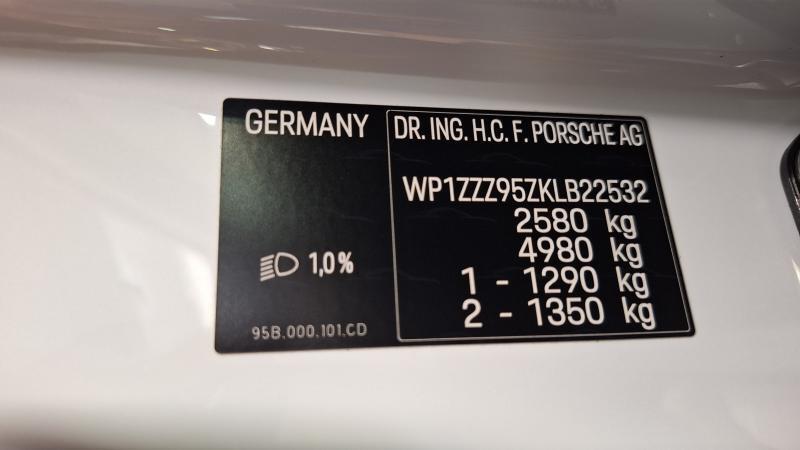 GERMANY
DR. ING. H.C. F. PORSCHE AG
WP1ZZZ95ZKLB22532
2580 kg
4980 kg
1 - 1290 kg
2 - 1350 kg
1,0%
95B.000.101.CD